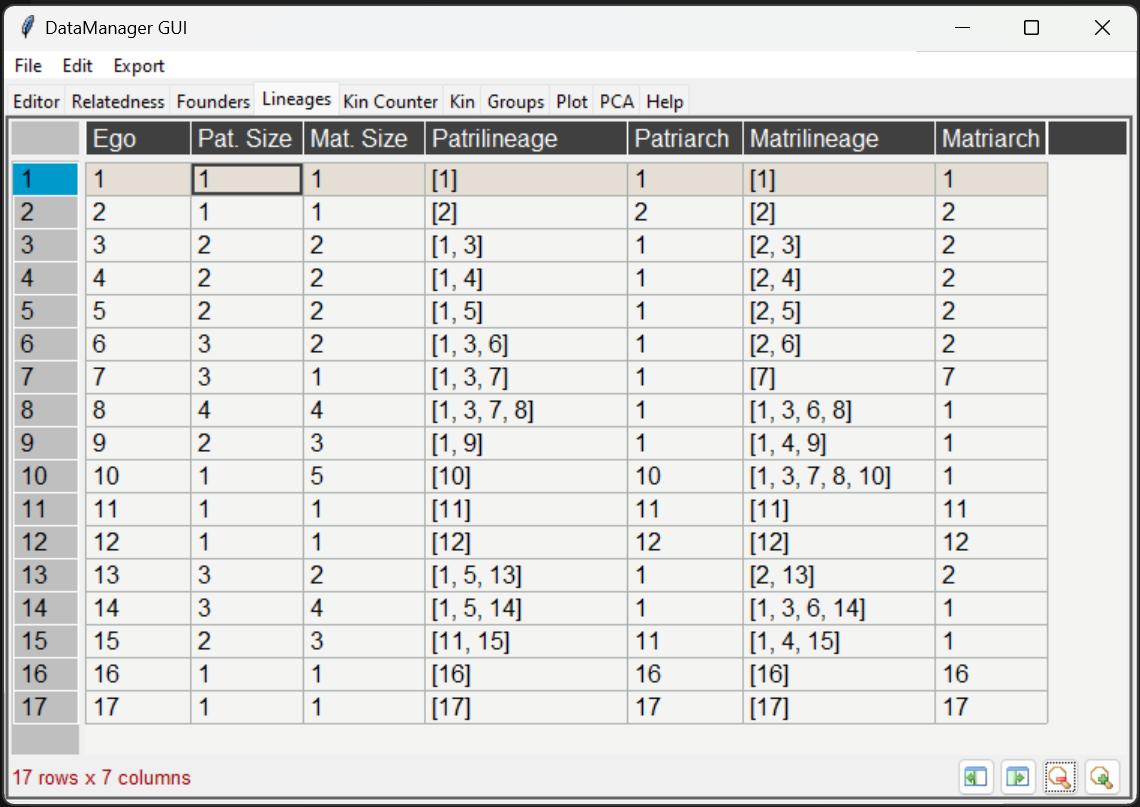 DataManager GUI
File Edit Export
Editor Relatedness Founders Lineages Kin Counter Kin Groups Plot PCA Help
Ego Pat. Size Mat. Size Patrilineage Patriarch Matrilineage Matriarch
1 1 1 1 [1] 1 [1] 1
2 2 1 1 [2] 2 [2] 2
3 3 2 2 [1, 3] 1 [2, 3] 2
4 4 2 2 [1, 4] 1 [2, 4] 2
5 5 2 2 [1, 5] 1 [2, 5] 2
6 6 3 2 [1, 3, 6] 1 [2, 6] 2
7 7 3 1 [1, 3, 7] 1 [7] 7
8 8 4 4 [1, 3, 7, 8] 1 [1, 3, 6, 8] 1
9 9 2 3 [1, 9] 1 [1, 4, 9] 1
10 10 1 5 [10] 10 [1, 3, 7, 8, 10] 1
11 11 1 1 [11] 11 [11] 11
12 12 1 1 [12] 12 [12] 12
13 13 3 2 [1, 5, 13] 1 [2, 13] 2
14 14 3 4 [1, 5, 14] 1 [1, 3, 6, 14] 1
15 15 2 3 [11, 15] 11 [1, 4, 15] 1
16 16 1 1 [16] 16 [16] 16
17 17 1 1 [17] 17 [17] 17
17 rows x 7 columns